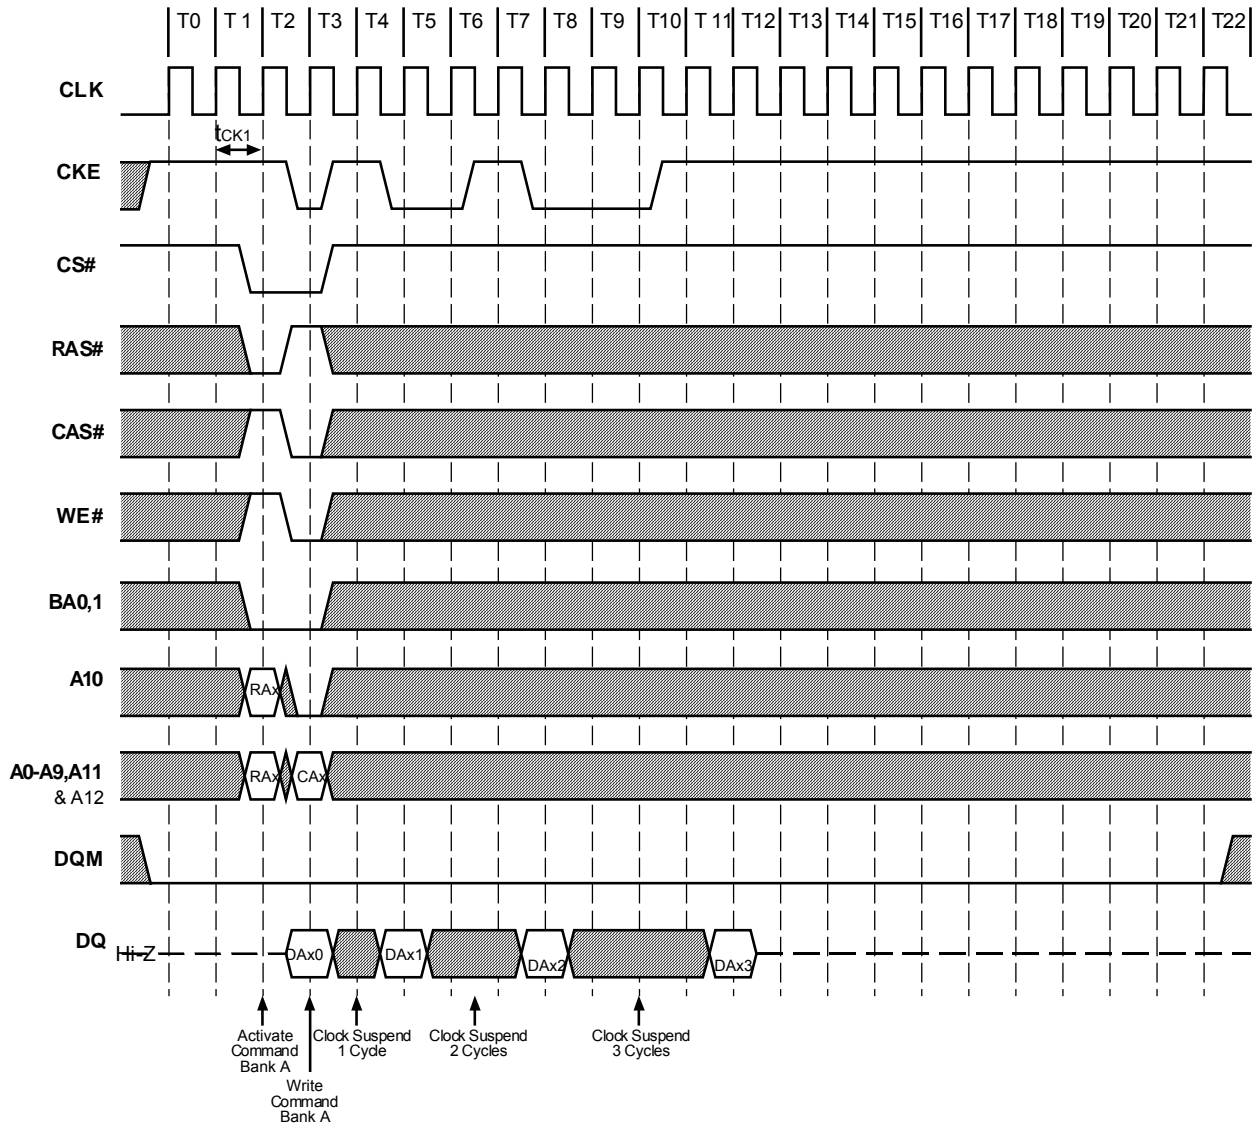 T0 T 1 T2 T3 T4 T5 T6 T7 T8 T9 T10 T 11 T12 T13 T14 T15 T16 T17 T18 T19 T20 T21 T22
CLK
tCK1
CKE
CS#
RAS#
CAS#
WE#
BA0,1
A10
RAx
A0-A9,A11
& A12
RAx CAx
DQM
DQ
Hi-Z
DAx0 DAx1 DAx2 DAx3
Activate
Command
Bank A
Write
Command
Bank A
Clock Suspend
1 Cycle
Clock Suspend
2 Cycles
Clock Suspend
3 Cycles